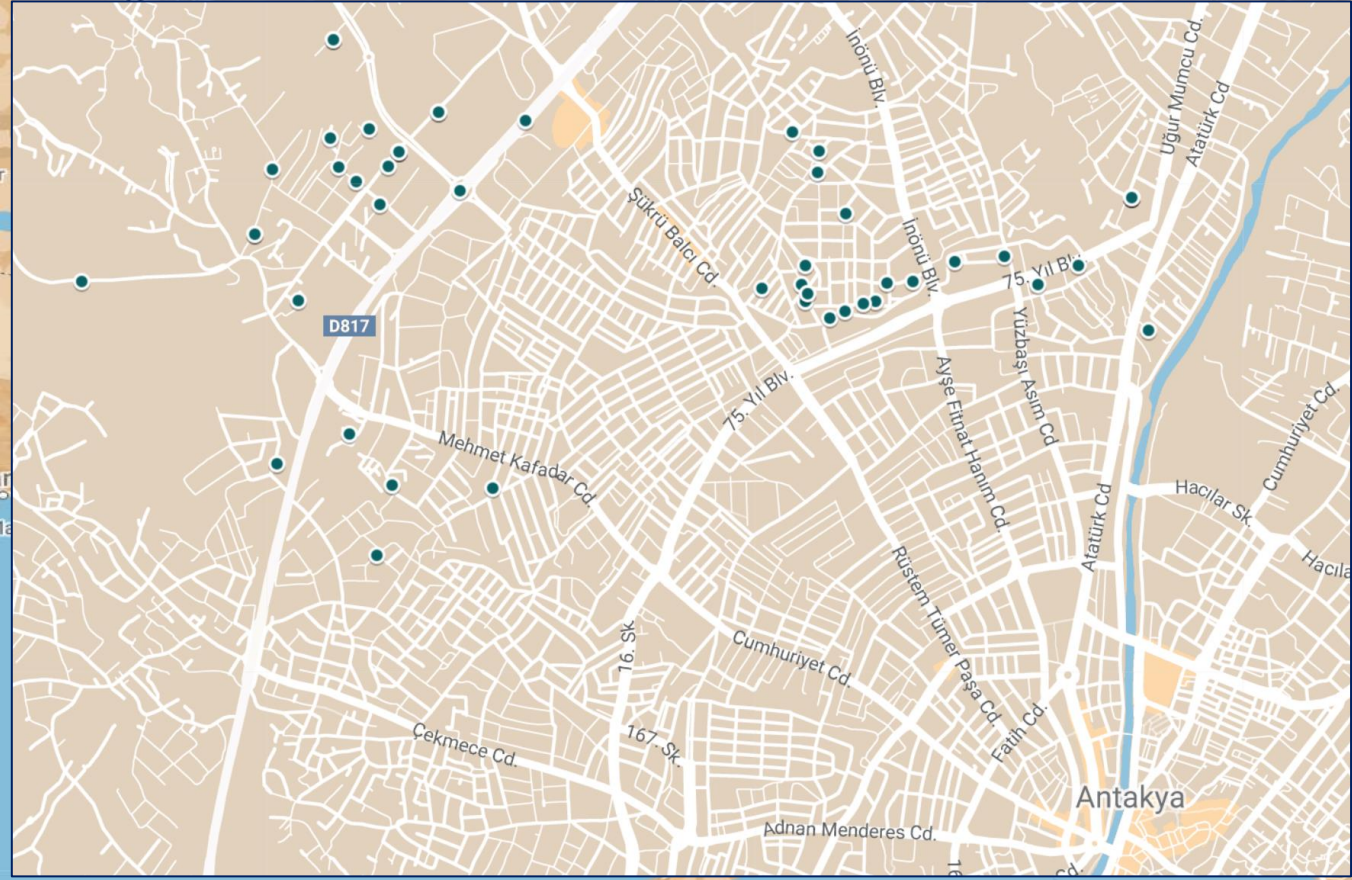 İnönü Blv.
Uğur Mumcu Cd.
Atatürk Cd
Şükrü Balcı Cd.
İnönü Blv.
75. Yıl Blv.
D817
Yüzbaşı Asım Cd
75. Yıl Blv.
Ayşe Fitnat Hanım Cd.
Cumhuriyet Cd.
Mehmet Kafadar Cd.
Hacılar Sk.
Atatürk Cd
Hacıla
Rüstem Tümer Paşa Cd.
16. Sk.
Cumhuriyet Cd.
Fatih Cd.
Çekmece Cd.
167. Sk.
Antakya
Adnan Menderes Cd.
16
Cd.